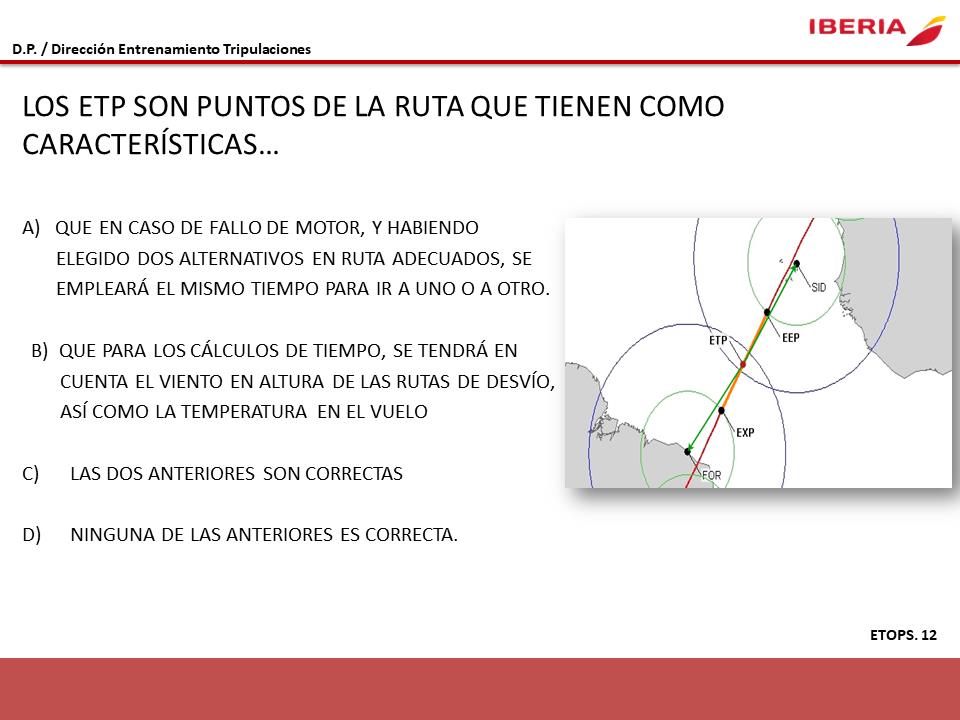 IBERIA
D.P. / Dirección Entrenamiento Tripulaciones
LOS ETP SON PUNTOS DE LA RUTA QUE TIENEN COMO
CARACTERÍSTICAS...
A) QUE EN CASO DE FALLO DE MOTOR, Y HABIENDO
ELEGIDO DOS ALTERNATIVOS EN RUTA ADECUADOS, SE
EMPLEARÁ EL MISMO TIEMPO PARA IR A UNO O A OTRO.
B) QUE PARA LOS CÁLCULOS DE TIEMPO, SE TENDRÁ EN
CUENTA EL VIENTO EN ALTURA DE LAS RUTAS DE DESVÍO,
ASÍ COMO LA TEMPERATURA EN EL VUELO
C) LAS DOS ANTERIORES SON CORRECTAS
D) NINGUNA DE LAS ANTERIORES ES CORRECTA.
SID
EEP
ETP
EXP
FOR
ETOPS. 12